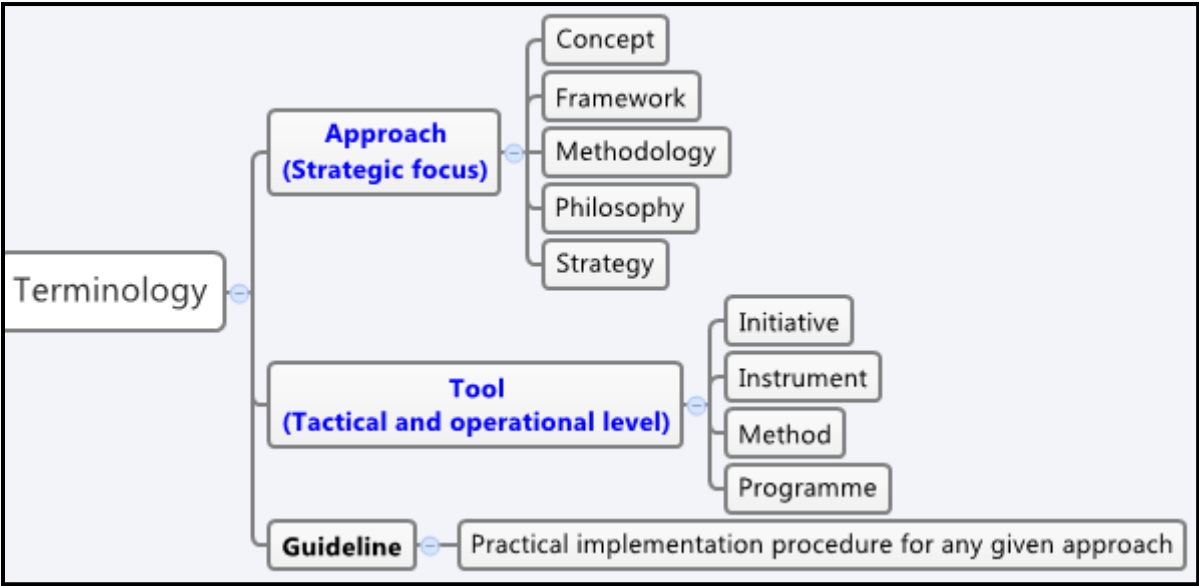 Terminology
Approach
(Strategic focus)
Concept
Framework
Methodology
Philosophy
Strategy
Tool
(Tactical and operational level)
Initiative
Instrument
Method
Programme
Guideline
Practical implementation procedure for any given approach